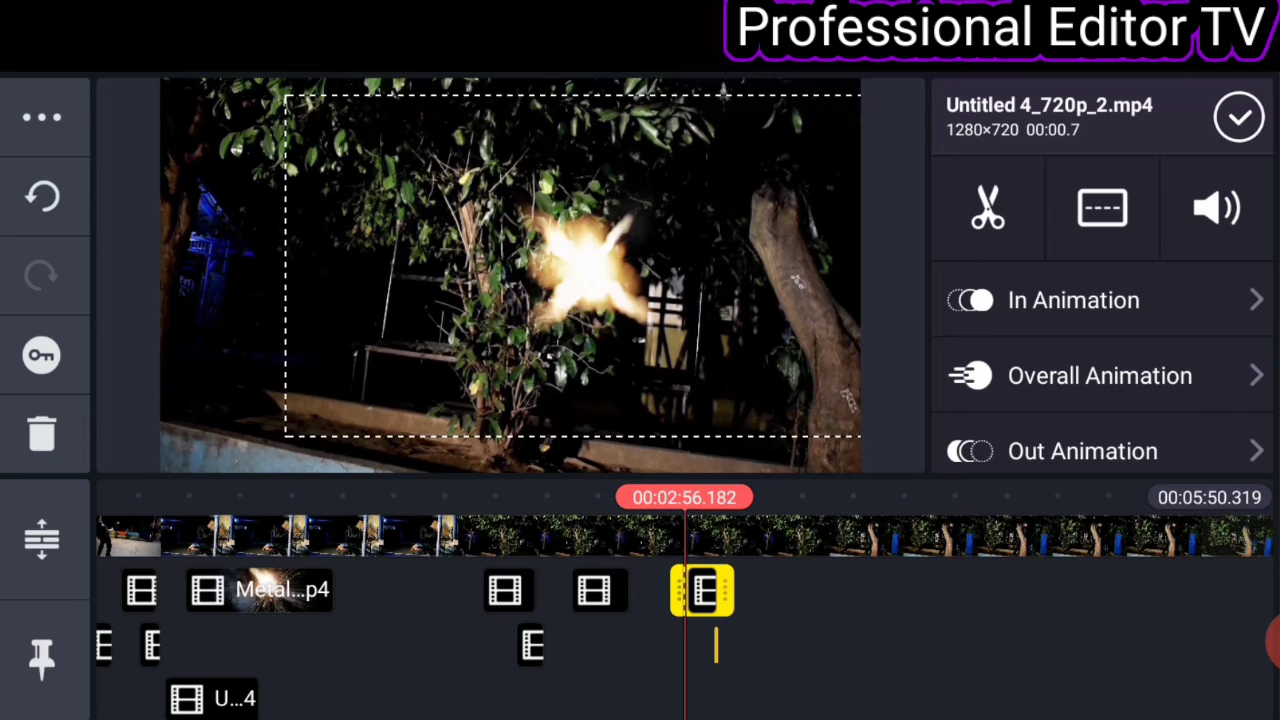 Professional Editor TV
Untitled 4_720p_2.mp4
1280×720 00:00.7
In Animation
Overall Animation
Out Animation
00:02:56.182
00:05:50.319
Metal...p4
U...4